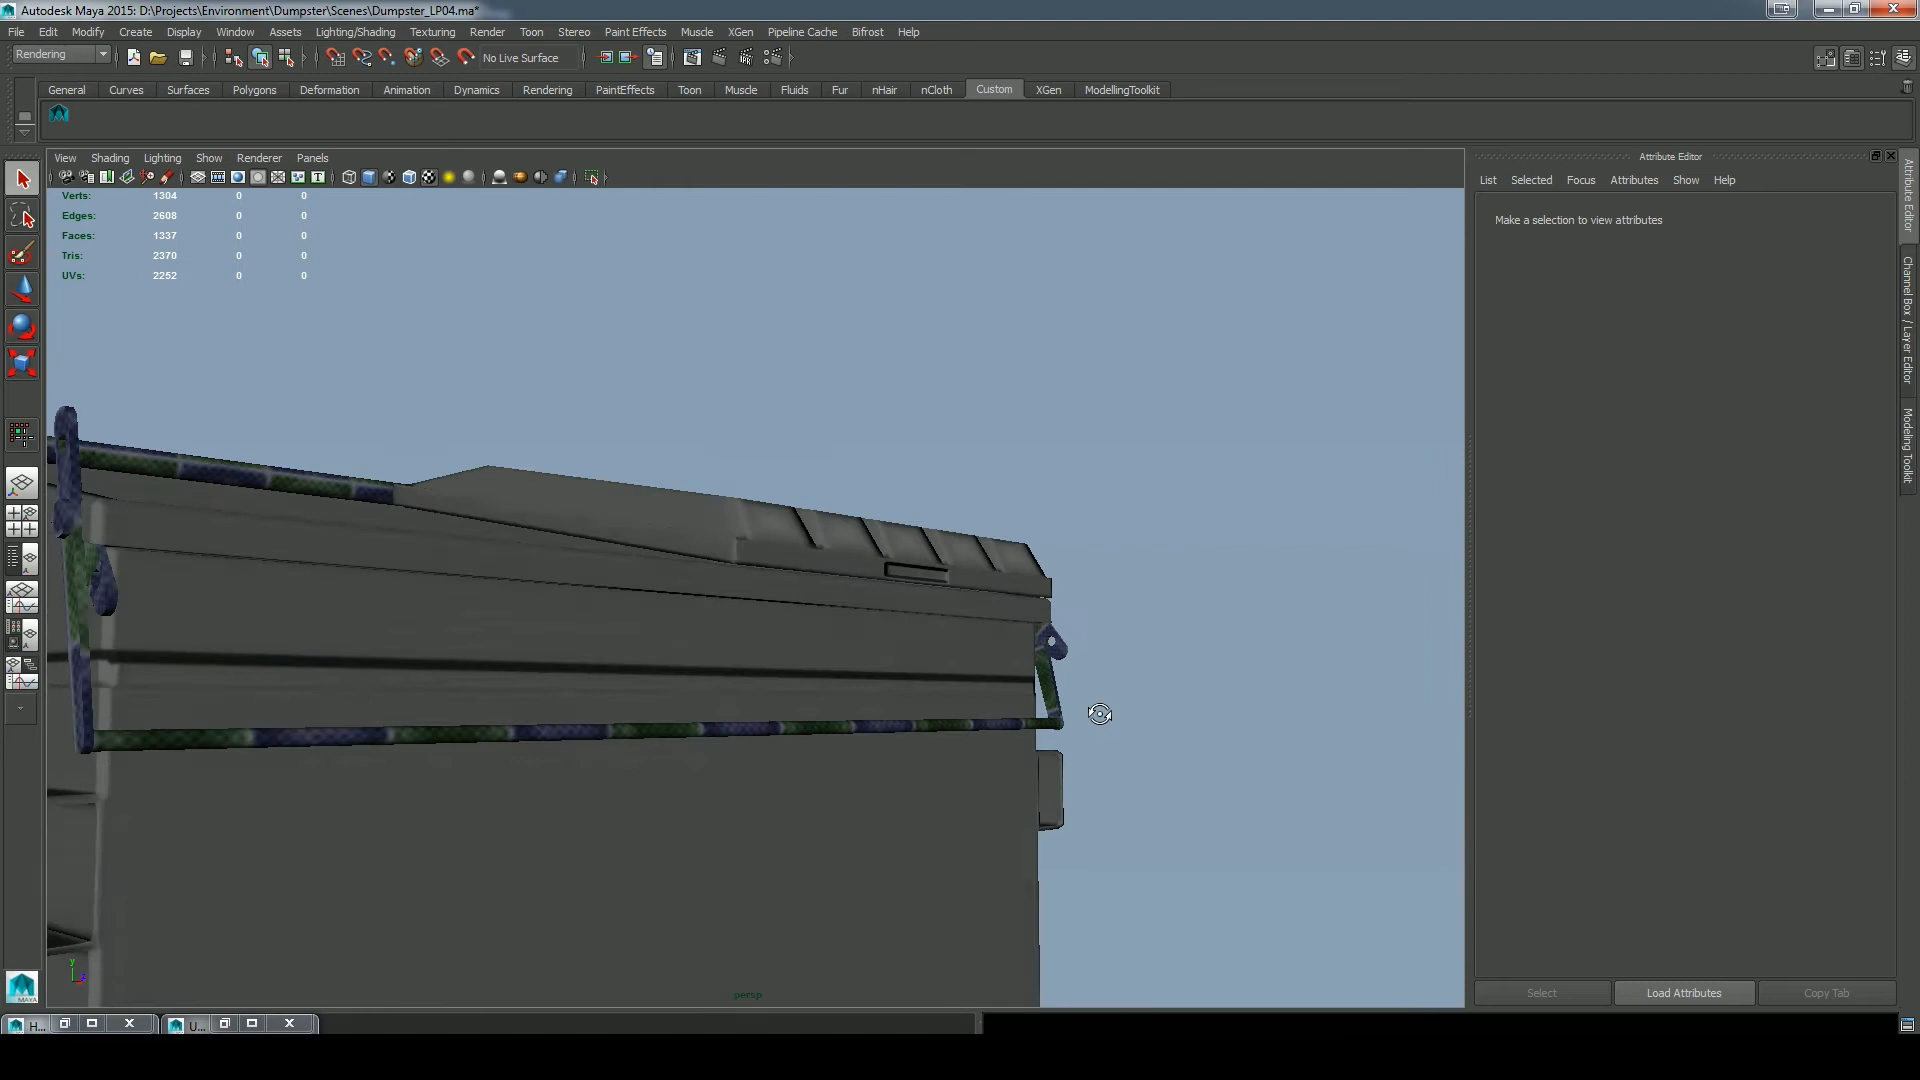 Autodesk Maya 2015: D:\Projects\Environment\Dumpster\Scenes\Dumpster_LP04.ma*
File Edit Modify Create Display Window Assets Lighting/Shading Texturing Render Toon Stereo Paint Effects Muscle XGen Pipeline Cache Bifrost Help
Rendering No Live Surface
General Curves Surfaces Polygons Deformation Animation Dynamics Rendering PaintEffects Toon Muscle Fluids Fur nHair nCloth Custom XGen ModellingToolkit
View Shading Lighting Show Renderer Panels
Attribute Editor
List Selected Focus Attributes Show Help
Make a selection to view attributes
Verts: 1304 0 0
Edges: 2608 0 0
Faces: 1337 0 0
Tris: 2370 0 0
UVs: 2252 0 0
Attribute Editor
Channel Box / Layer Editor
Modeling Toolkit
y
persp
Select Load Attributes Copy Tab
MAYA
H... U...